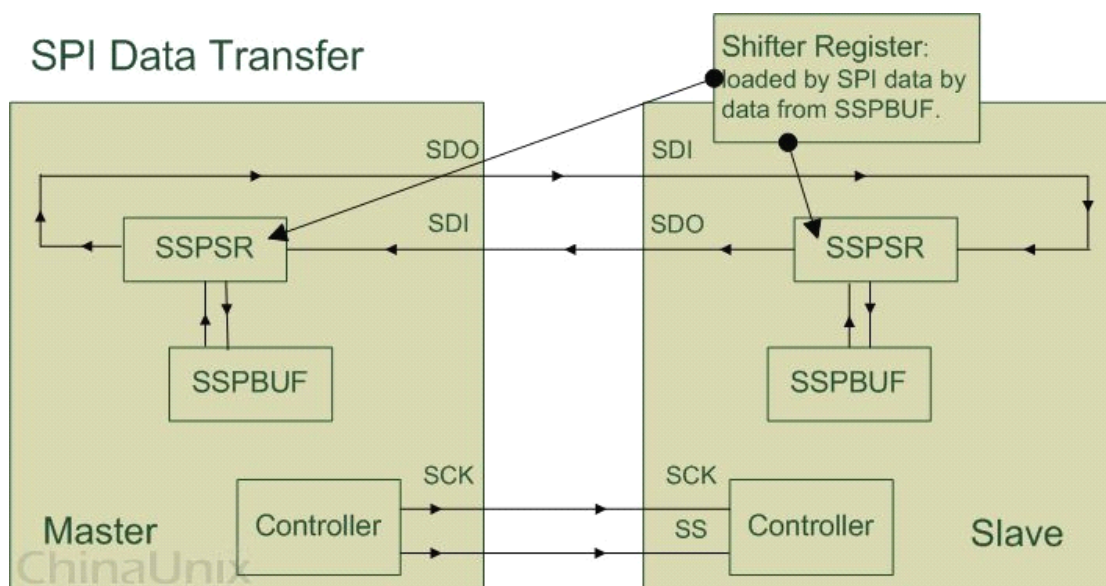 SPI Data Transfer
Shifter Register:
loaded by SPI data by
data from SSPBUF.
SDO
SDI
SDI
SDO
SSPSR
SSPSR
SSPBUF
SSPBUF
SCK
SCK
Controller
SS
Controller
Master
Slave
ChinaUnix